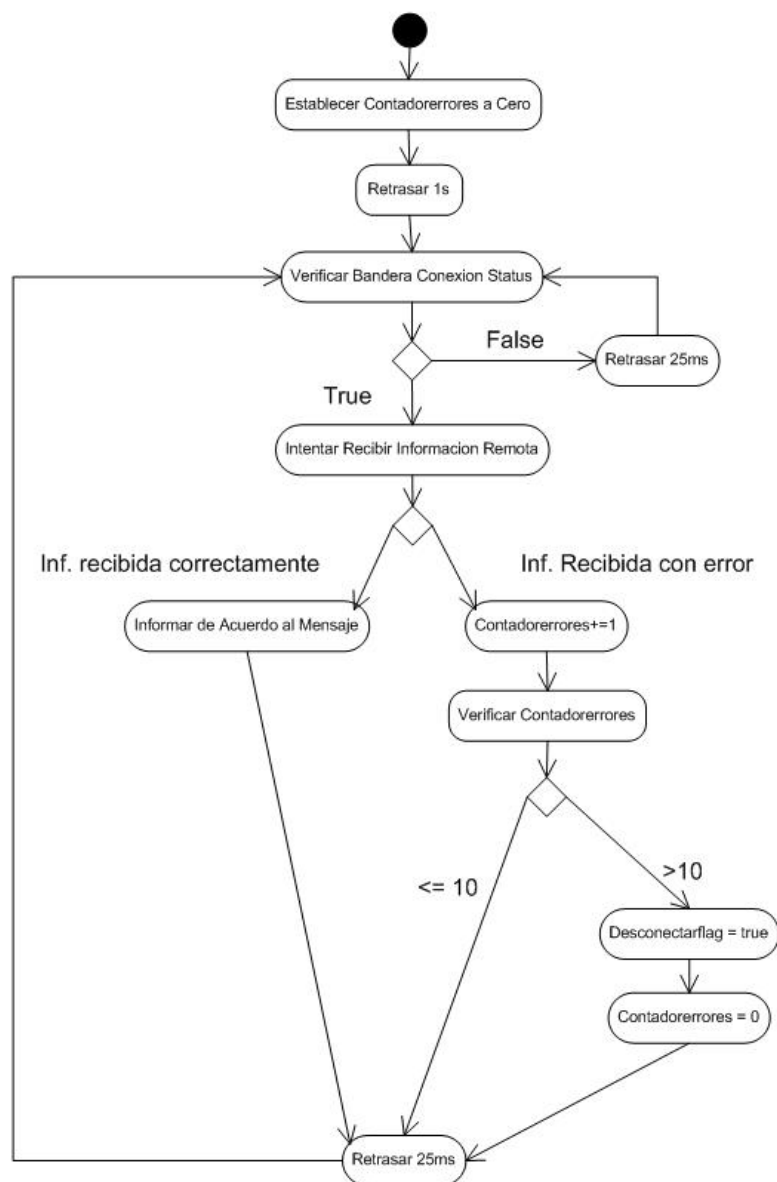 Establecer Contadorerrores a Cero
Retrasar 1s
Verificar Bandera Conexion Status
False
Retrasar 25ms
True
Intentar Recibir Informacion Remota
Inf. recibida correctamente
Inf. Recibida con error
Informar de Acuerdo al Mensaje
Contadorerrores+=1
Verificar Contadorerrores
<= 10
>10
Desconectarflag = true
Contadorerrores = 0
Retrasar 25ms